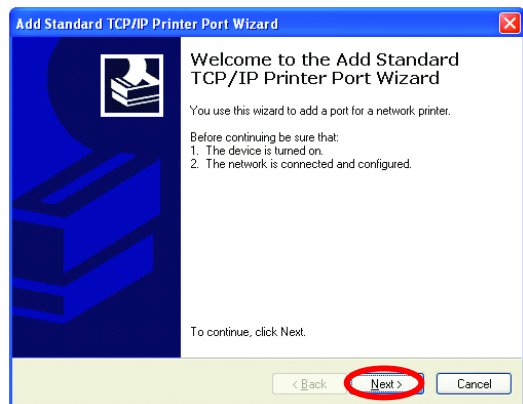 Add Standard TCP/IP Printer Port Wizard
Welcome to the Add Standard
TCP/IP Printer Port Wizard
You use this wizard to add a port for a network printer.
Before continuing be sure that:
1. The device is turned on.
2. The network is connected and configured.
To continue, click Next.
< Back
Next >
Cancel